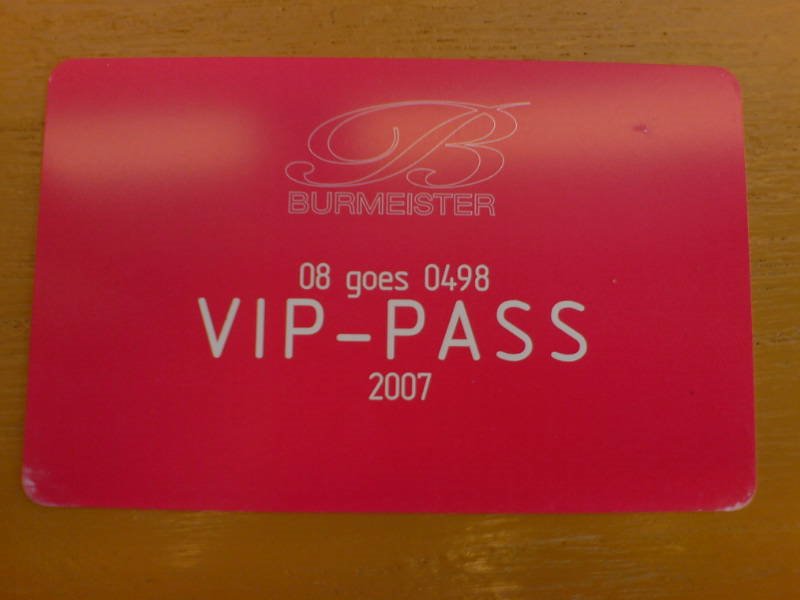 B
BURMEISTER
08 goes 0498
VIP-PASS
2007